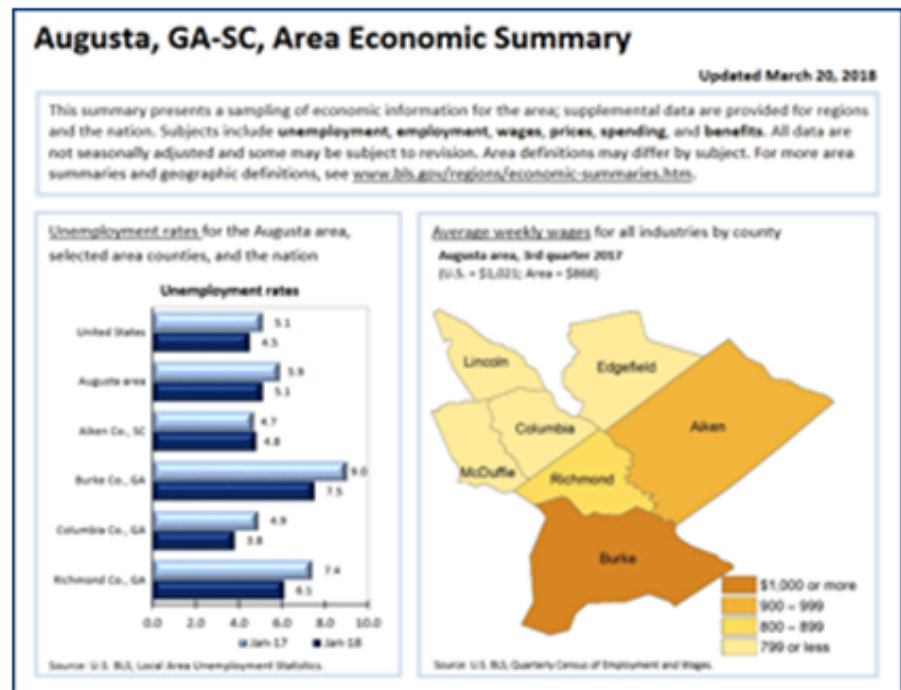 Augusta, GA-SC, Area Economic Summary
Updated March 20, 2018
This summary presents a sampling of economic information for the area; supplemental data are provided for regions
and the nation. Subjects include unemployment, employment, wages, prices, spending, and benefits. All data are
not seasonally adjusted and some may be subject to revision. Area definitions may differ by subject. For more area
summaries and geographic definitions, see www.bls.gov/regions/economic-summaries.htm.
Unemployment rates for the Augusta area,
selected area counties, and the nation
Unemployment rates
United States
5.1
4.5
Augusta area
5.9
5.1
Aiken Co., SC
4.7
4.8
Burke Co., GA
9.0
7.5
Columbia Co., GA
4.9
3.8
Richmond Co., GA
7.4
6.1
0.0 2.0 4.0 6.0 8.0 10.0
Jan-17 Jan-18
Source: U.S. BLS, Local Area Unemployment Statistics.
Average weekly wages for all industries by county
Augusta area, 3rd quarter 2017
(U.S. = $1,021; Area = $868)
Lincoln
Edgefield
Columbia
Aiken
McDuffie
Richmond
Burke
$1,000 or more
900 – 999
800 – 899
799 or less
Source: U.S. BLS, Quarterly Census of Employment and Wages.